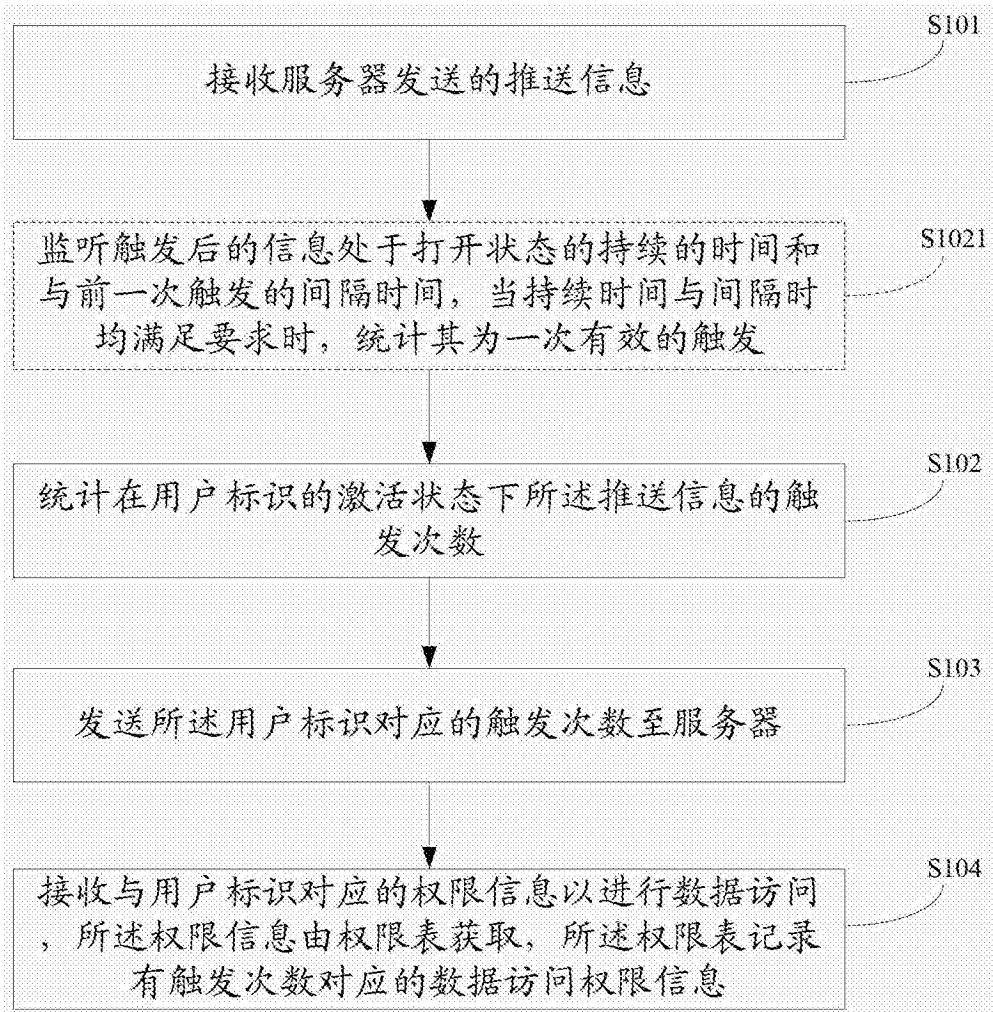 S101
接收服务器发送的推送信息
S1021
监听触发后的信息处于打开状态的持续的时间和
与前一次触发的间隔时间，当持续时间与间隔时
均满足要求时，统计其为一次有效的触发
S102
统计在用户标识的激活状态下所述推送信息的触
发次数
S103
发送所述用户标识对应的触发次数至服务器
S104
接收与用户标识对应的权限信息以进行数据访问
，所述权限信息由权限表获取，所述权限表记录
有触发次数对应的数据访问权限信息